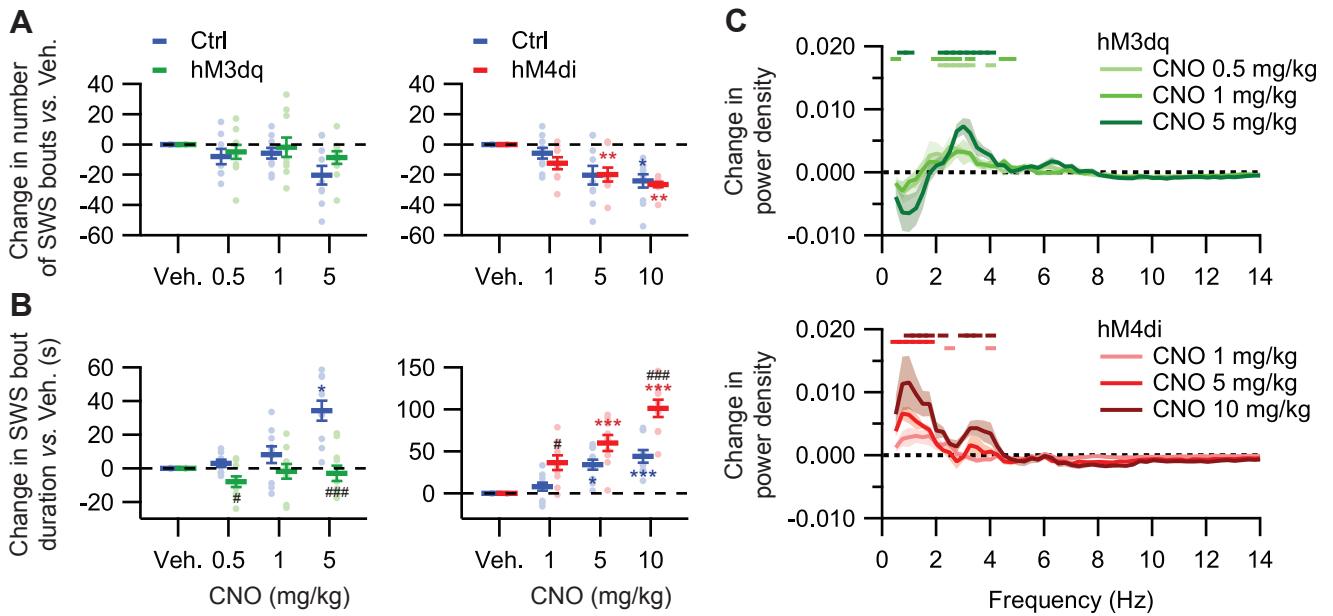 A
Ctrl
hM3dq
Change in number
of SWS bouts vs. Veh.
40
20
0
-20
-40
-60
Veh. 0.5 1 5
Ctrl
hM4di
40
20
0
-20
-40
-60
**
*
**
Veh. 1 5 10
B
Change in SWS bout
duration vs. Veh. (s)
60
40
20
0
-20
*
#
###
Veh. 0.5 1 5
CNO (mg/kg)
150
100
50
0
#
***
*
###
***
***
Veh. 1 5 10
CNO (mg/kg)
C
Change in
power density
0.020
0.010
0.000
-0.010
hM3dq
CNO 0.5 mg/kg
CNO 1 mg/kg
CNO 5 mg/kg
0 2 4 6 8 10 12 14
Change in
power density
0.020
0.010
0.000
-0.010
hM4di
CNO 1 mg/kg
CNO 5 mg/kg
CNO 10 mg/kg
0 2 4 6 8 10 12 14
Frequency (Hz)